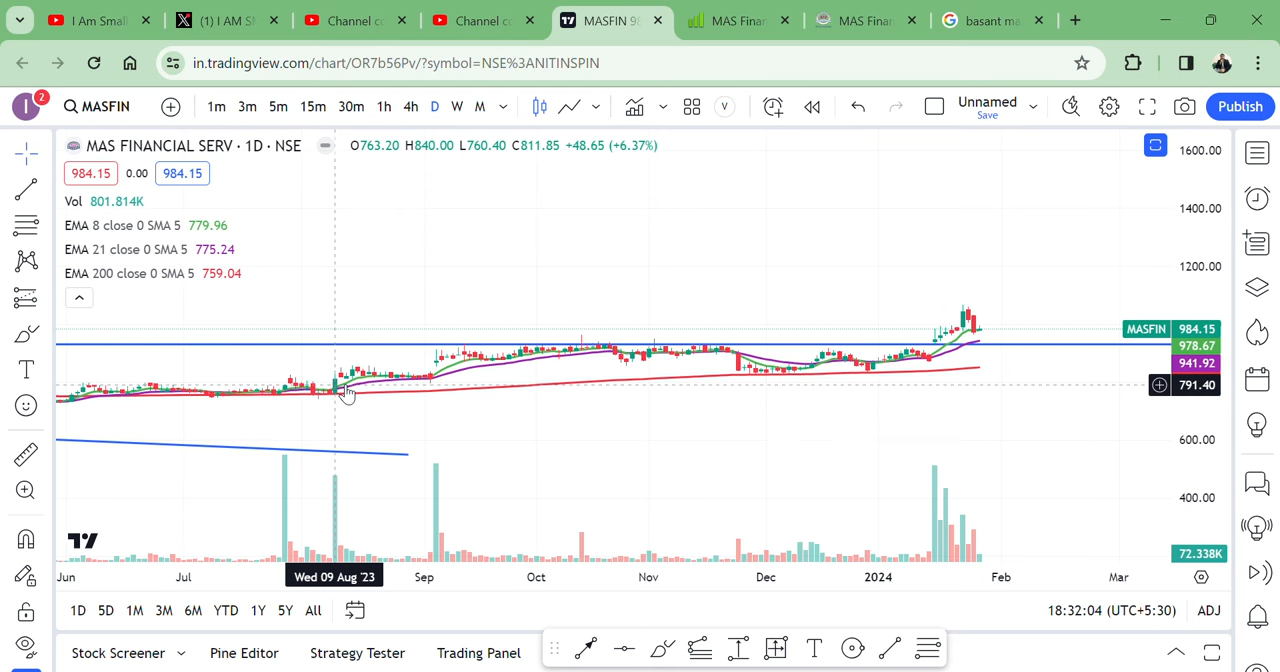 I Am Small
(1) I AM SM
Channel co
Channel co
MASFIN 98
MAS Finan
MAS Finan
basant ma
in.tradingview.com/chart/OR7b56Pv/?symbol=NSE%3ANITINSPIN
I
2
MASFIN
1m 3m 5m 15m 30m 1h 4h D W M
V
Unnamed
Save
Publish
MAS FINANCIAL SERV · 1D · NSE
O763.20 H840.00 L760.40 C811.85 +48.65 (+6.37%)
984.15 0.00 984.15
Vol 801.814K
EMA 8 close 0 SMA 5 779.96
EMA 21 close 0 SMA 5 775.24
EMA 200 close 0 SMA 5 759.04
1600.00
1400.00
1200.00
MASFIN 984.15
978.67
941.92
791.40
600.00
400.00
72.338K
Jun
Jul
Wed 09 Aug '23
Sep
Oct
Nov
Dec
2024
Feb
Mar
1D 5D 1M 3M 6M YTD 1Y 5Y All
18:32:04 (UTC+5:30) ADJ
Stock Screener
Pine Editor
Strategy Tester
Trading Panel
T